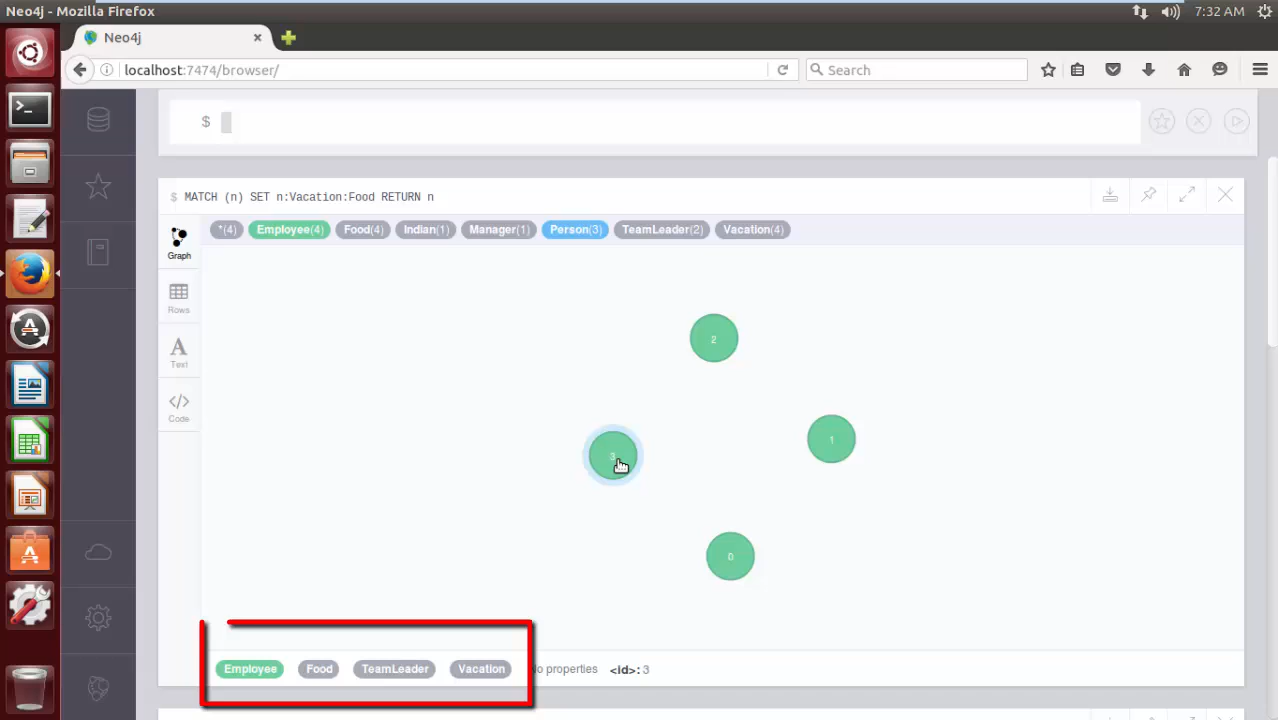 Neo4j - Mozilla Firefox
7:32 AM
Neo4j
localhost:7474/browser/
Search
$
$ MATCH (n) SET n:Vacation:Food RETURN n
*(4) Employee(4) Food(4) Indian(1) Manager(1) Person(3) TeamLeader(2) Vacation(4)
Graph
Rows
Text
Code
2
3
1
0
Employee Food TeamLeader Vacation No properties <id>: 3